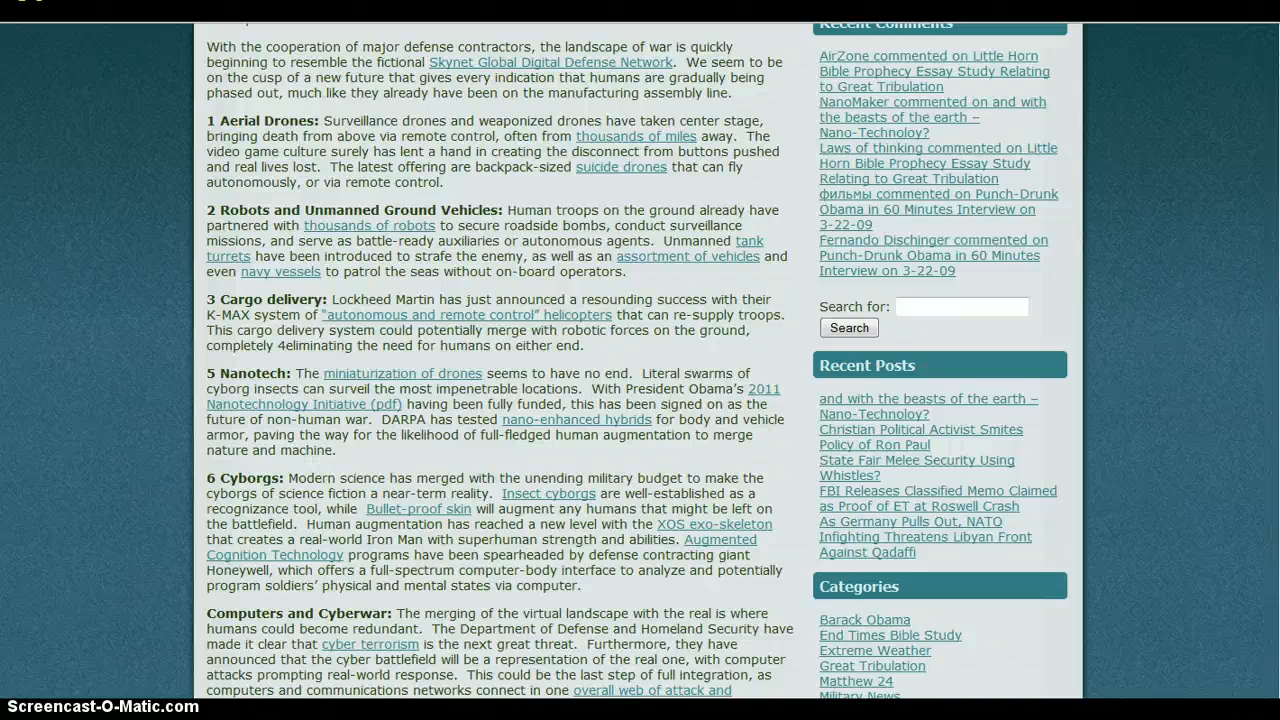 With the cooperation of major defense contractors, the landscape of war is quickly
beginning to resemble the fictional Skynet Global Digital Defense Network.  We seem to be
on the cusp of a new future that gives every indication that humans are gradually being
phased out, much like they already have been on the manufacturing assembly line.
1 Aerial Drones: Surveillance drones and weaponized drones have taken center stage,
bringing death from above via remote control, often from thousands of miles away.  The
video game culture surely has lent a hand in creating the disconnect from buttons pushed
and real lives lost.  The latest offering are backpack-sized suicide drones that can fly
autonomously, or via remote control.
2 Robots and Unmanned Ground Vehicles: Human troops on the ground already have
partnered with thousands of robots to secure roadside bombs, conduct surveillance
missions, and serve as battle-ready auxiliaries or autonomous agents.  Unmanned tank
turrets have been introduced to strafe the enemy, as well as an assortment of vehicles and
even navy vessels to patrol the seas without on-board operators.
3 Cargo delivery: Lockheed Martin has just announced a resounding success with their
K-MAX system of “autonomous and remote control” helicopters that can re-supply troops.
This cargo delivery system could potentially merge with robotic forces on the ground,
completely 4eliminating the need for humans on either end.
5 Nanotech: The miniaturization of drones seems to have no end.  Literal swarms of
cyborg insects can surveil the most impenetrable locations.  With President Obama’s 2011
Nanotechnology Initiative (pdf) having been fully funded, this has been signed on as the
future of non-human war.  DARPA has tested nano-enhanced hybrids for body and vehicle
armor, paving the way for the likelihood of full-fledged human augmentation to merge
nature and machine.
6 Cyborgs: Modern science has merged with the unending military budget to make the
cyborgs of science fiction a near-term reality.  Insect cyborgs are well-established as a
recognizance tool, while  Bullet-proof skin will augment any humans that might be left on
the battlefield.  Human augmentation has reached a new level with the XOS exo-skeleton
that creates a real-world Iron Man with superhuman strength and abilities. Augmented
Cognition Technology programs have been spearheaded by defense contracting giant
Honeywell, which offers a full-spectrum computer-body interface to analyze and potentially
program soldiers’ physical and mental states via computer.
Computers and Cyberwar: The merging of the virtual landscape with the real is where
humans could become redundant.  The Department of Defense and Homeland Security have
made it clear that cyber terrorism is the next great threat.  Furthermore, they have
announced that the cyber battlefield will be a representation of the real one, with computer
attacks prompting real-world response.  This could be the last step of full integration, as
computers and communications networks connect in one overall web of attack and
Recent Comments
AirZone commented on Little Horn
Bible Prophecy Essay Study Relating
to Great Tribulation
NanoMaker commented on and with
the beasts of the earth –
Nano-Technoloy?
Laws of thinking commented on Little
Horn Bible Prophecy Essay Study
Relating to Great Tribulation
фильмы commented on Punch-Drunk
Obama in 60 Minutes Interview on
3-22-09
Fernando Dischinger commented on
Punch-Drunk Obama in 60 Minutes
Interview on 3-22-09
Search for:
Search
Recent Posts
and with the beasts of the earth –
Nano-Technoloy?
Christian Political Activist Smites
Policy of Ron Paul
State Fair Melee Security Using
Whistles?
FBI Releases Classified Memo Claimed
as Proof of ET at Roswell Crash
As Germany Pulls Out, NATO
Infighting Threatens Libyan Front
Against Qadaffi
Categories
Barack Obama
End Times Bible Study
Extreme Weather
Great Tribulation
Matthew 24
Military News
Screencast-O-Matic.com